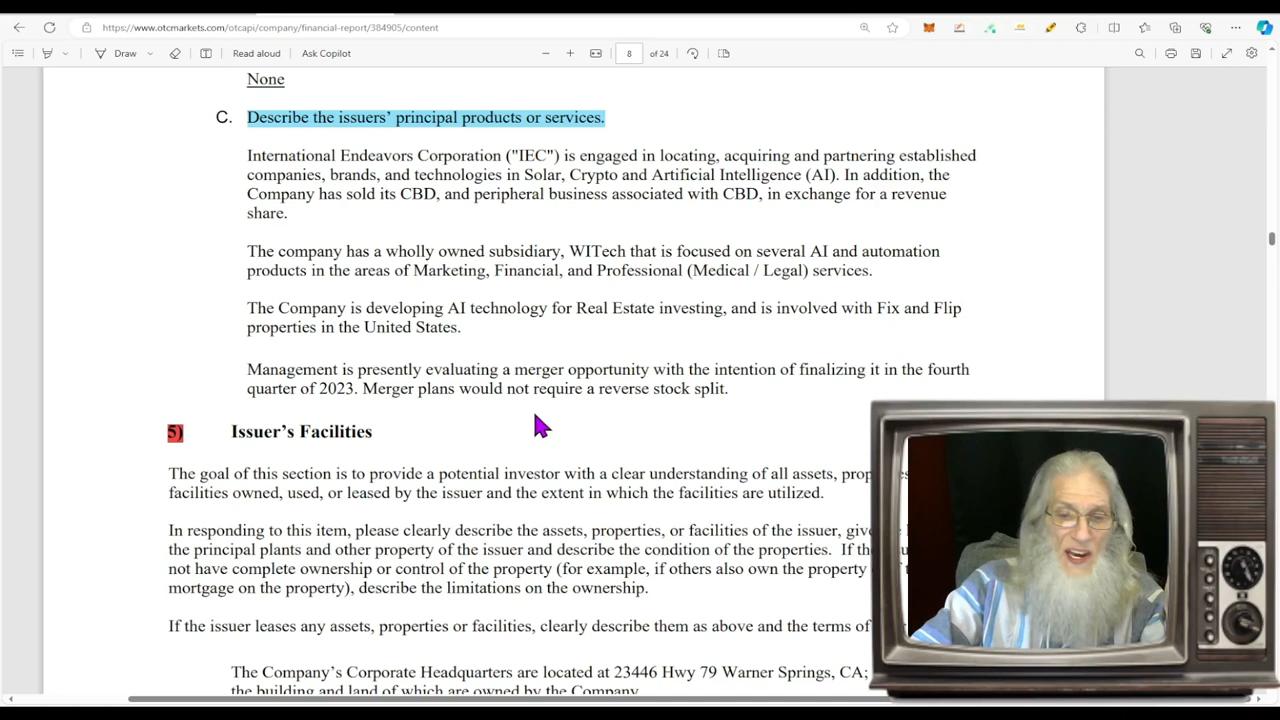 https://www.otcmarkets.com/otcapi/company/financial-report/384905/content
Draw
Read aloud
Ask Copilot
8
of 24
None
C. Describe the issuers' principal products or services.
International Endeavors Corporation ("IEC") is engaged in locating, acquiring and partnering established
companies, brands, and technologies in Solar, Crypto and Artificial Intelligence (AI). In addition, the
Company has sold its CBD, and peripheral business associated with CBD, in exchange for a revenue
share.
The company has a wholly owned subsidiary, WITech that is focused on several AI and automation
products in the areas of Marketing, Financial, and Professional (Medical / Legal) services.
The Company is developing AI technology for Real Estate investing, and is involved with Fix and Flip
properties in the United States.
Management is presently evaluating a merger opportunity with the intention of finalizing it in the fourth
quarter of 2023. Merger plans would not require a reverse stock split.
5) Issuer's Facilities
The goal of this section is to provide a potential investor with a clear understanding of all assets,
facilities owned, used, or leased by the issuer and the extent in which the facilities are utilized.
In responding to this item, please clearly describe the assets, properties, or facilities of the issuer,
the principal plants and other property of the issuer and describe the condition of the properties. If
not have complete ownership or control of the property (for example, if others also own the property
mortgage on the property), describe the limitations on the ownership.
If the issuer leases any assets, properties or facilities, clearly describe them as above and the terms of
The Company's Corporate Headquarters are located at 23446 Hwy 79 Warner Springs, CA;
the building and land of which are owned by the Company